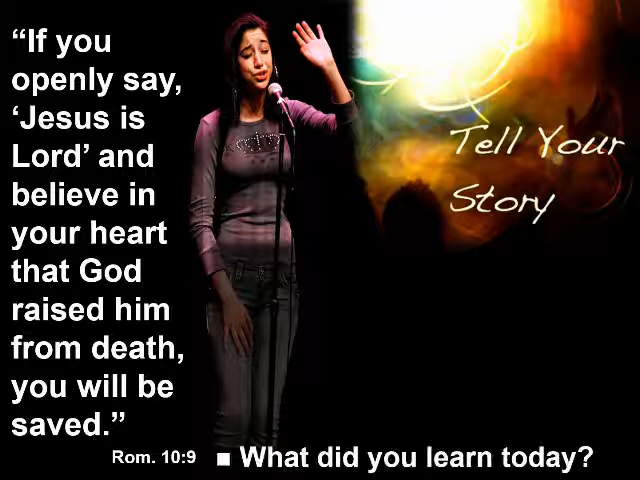 “If you
openly say,
‘Jesus is
Lord’ and
believe in
your heart
that God
raised him
from death,
you will be
saved.”
Rom. 10:9
Tell Your
Story
■ What did you learn today?